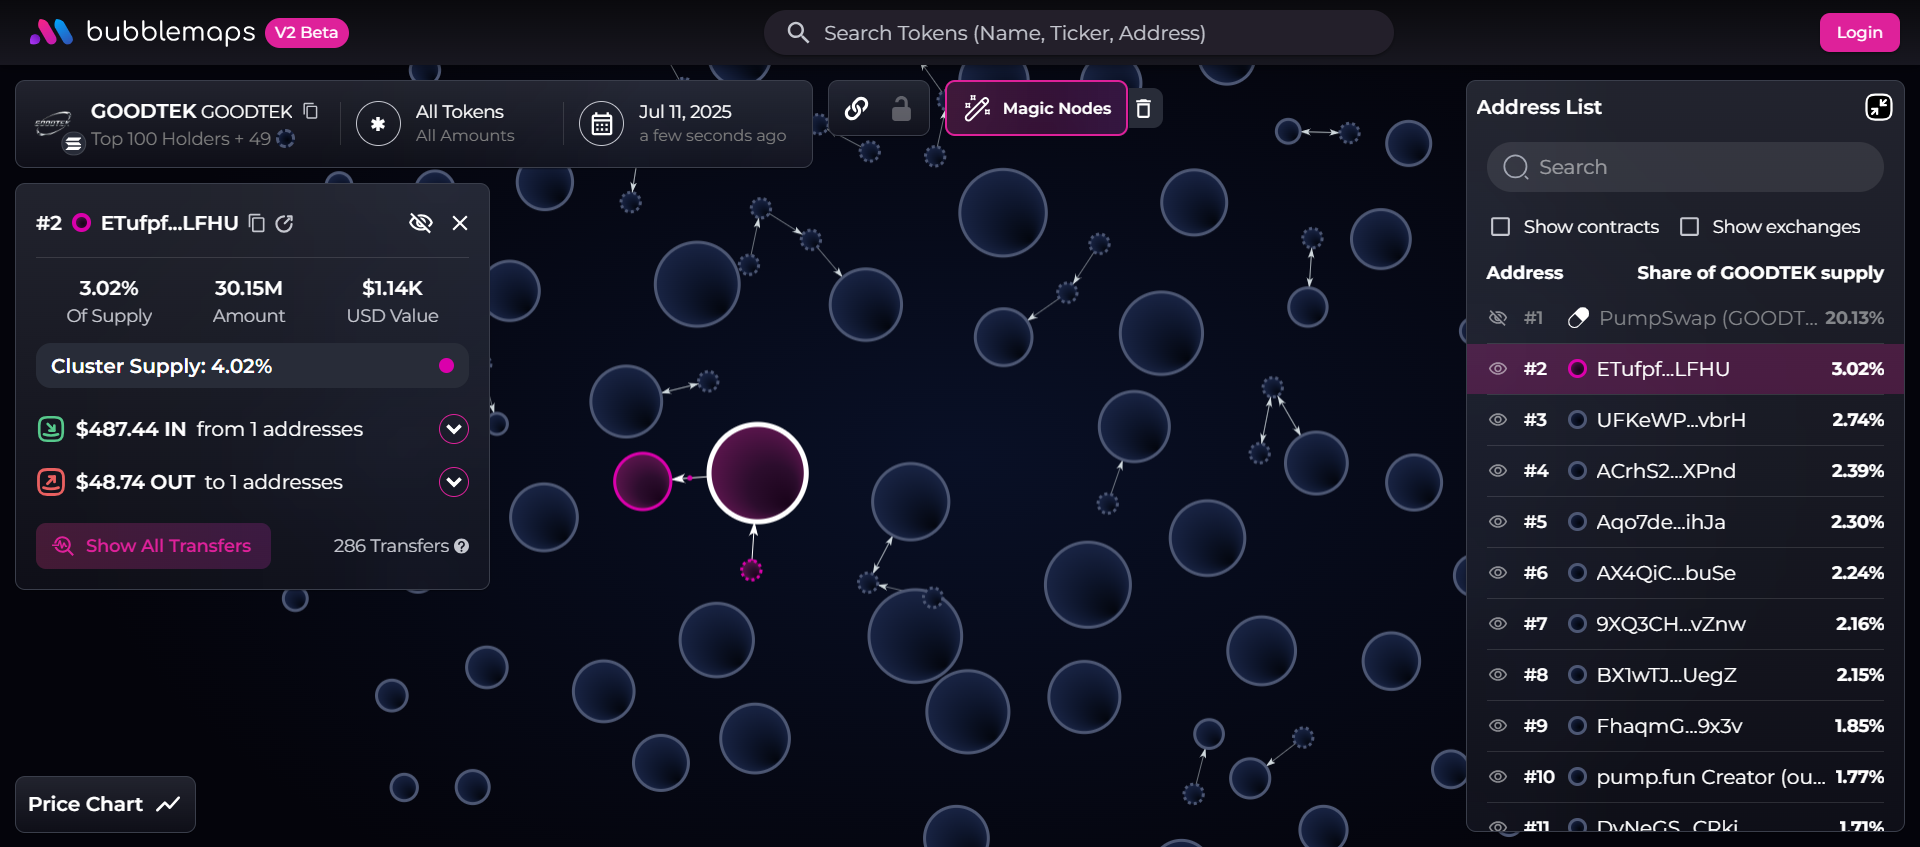 bubblemaps V2 Beta
Search Tokens (Name, Ticker, Address)
Login
GOODTEK GOODTEK
Top 100 Holders + 49
All Tokens
All Amounts
Jul 11, 2025
a few seconds ago
Magic Nodes
#2 ETufpf...LFHU
3.02% 30.15M $1.14K
Of Supply Amount USD Value
Cluster Supply: 4.02%
$487.44 IN from 1 addresses
$48.74 OUT to 1 addresses
Show All Transfers 286 Transfers ?
Price Chart
Address List
Search
Show contracts Show exchanges
Address Share of GOODTEK supply
#1 PumpSwap (GOODT... 20.13%
#2 ETufpf...LFHU 3.02%
#3 UFKeWP...vbrH 2.74%
#4 ACrhS2...XPnd 2.39%
#5 Aqo7de...ihJa 2.30%
#6 AX4QiC...buSe 2.24%
#7 9XQ3CH...vZnw 2.16%
#8 BX1wTJ...UegZ 2.15%
#9 FhaqmG...9x3v 1.85%
#10 pump.fun Creator (ou... 1.77%
#11 1.71%